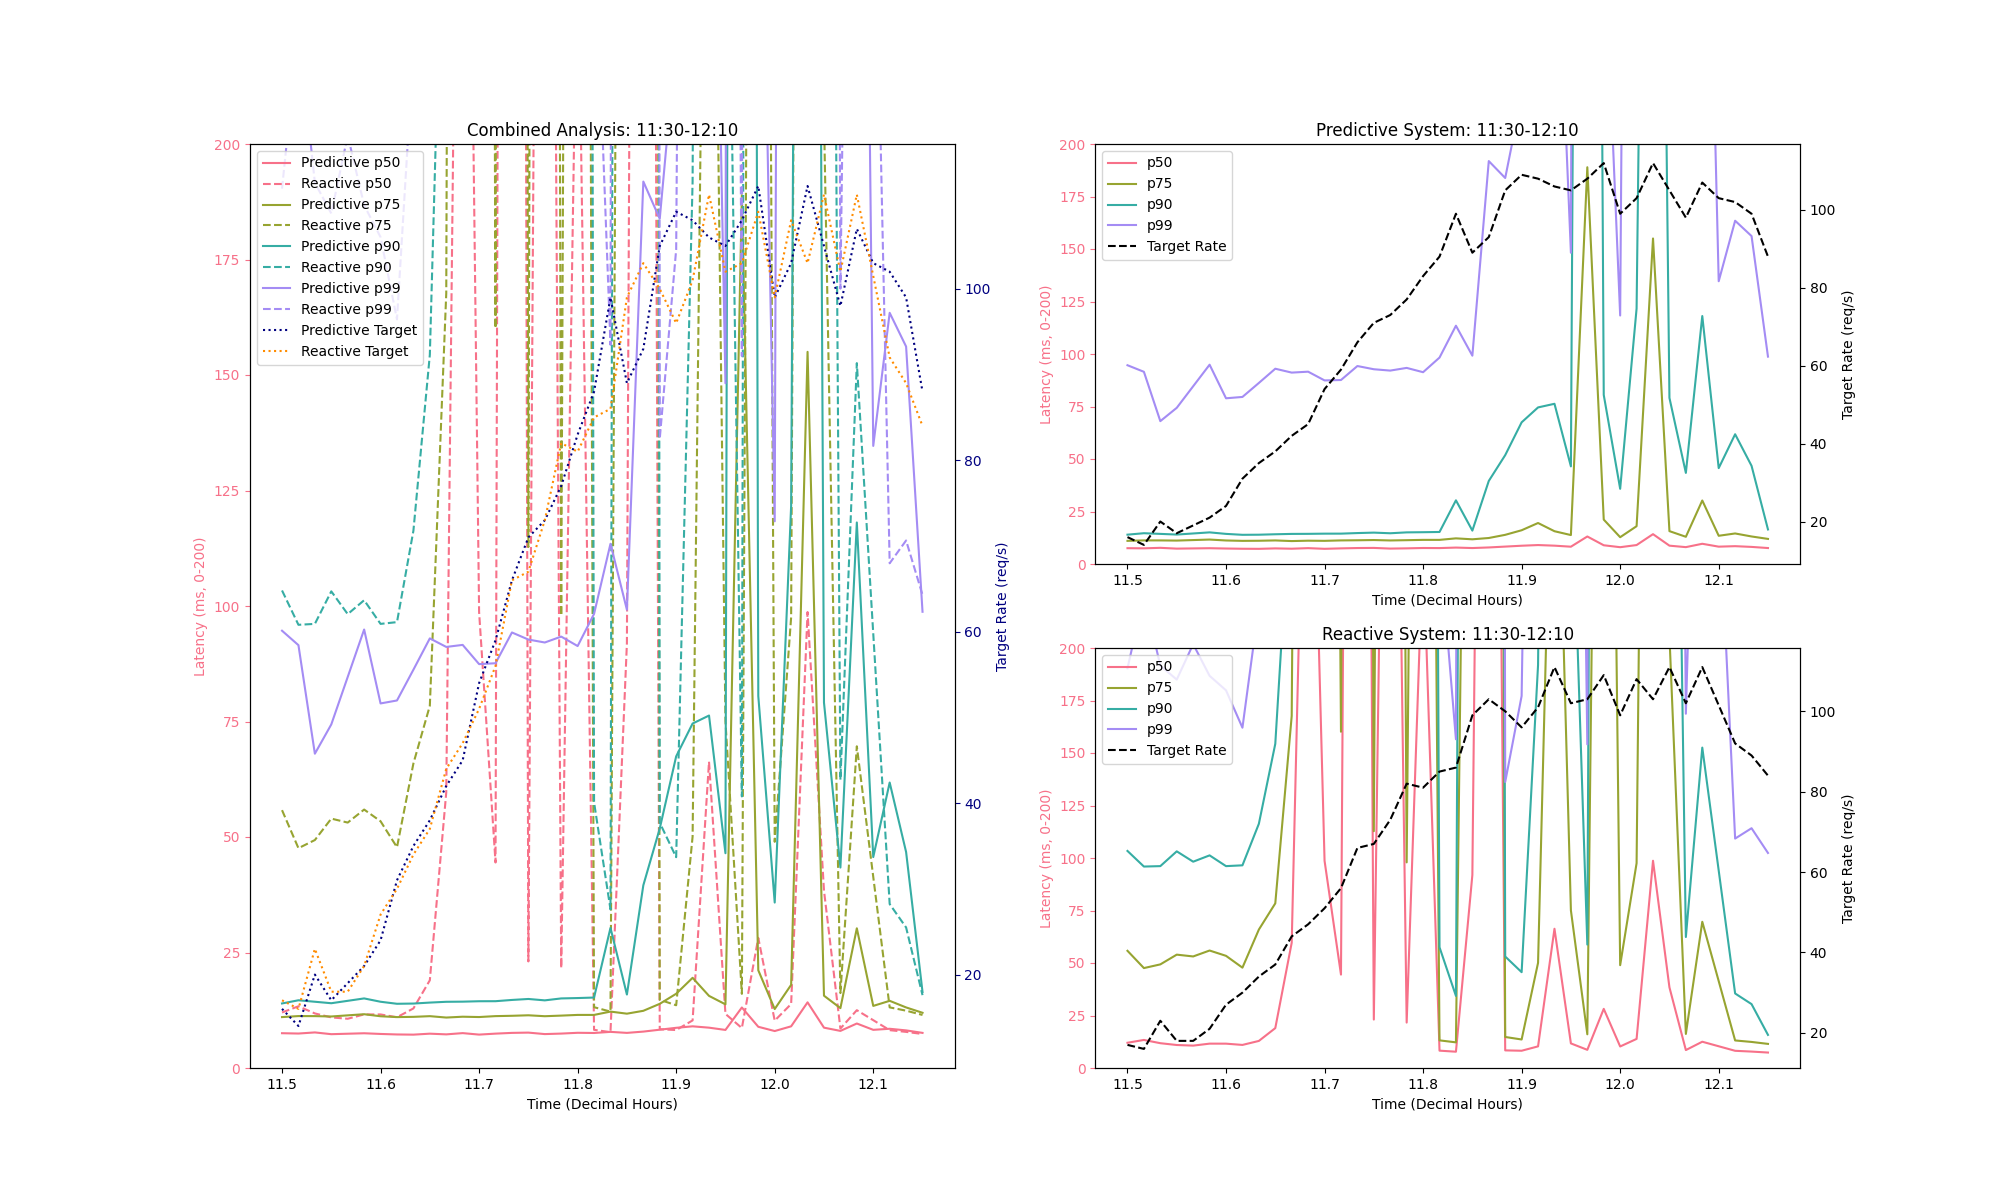 Combined Analysis: 11:30-12:10
200
175
150
125
100
75
50
25
0
Latency (ms, 0-200)
Predictive p50
Reactive p50
Predictive p75
Reactive p75
Predictive p90
Reactive p90
Predictive p99
Reactive p99
Predictive Target
Reactive Target
100
80
60
40
20
Target Rate (req/s)
11.5 11.6 11.7 11.8 11.9 12.0 12.1
Time (Decimal Hours)
Predictive System: 11:30-12:10
200
175
150
125
100
75
50
25
0
Latency (ms, 0-200)
p50
p75
p90
p99
Target Rate
100
80
60
40
20
Target Rate (req/s)
11.5 11.6 11.7 11.8 11.9 12.0 12.1
Time (Decimal Hours)
Reactive System: 11:30-12:10
200
175
150
125
100
75
50
25
0
Latency (ms, 0-200)
p50
p75
p90
p99
Target Rate
100
80
60
40
20
Target Rate (req/s)
11.5 11.6 11.7 11.8 11.9 12.0 12.1
Time (Decimal Hours)